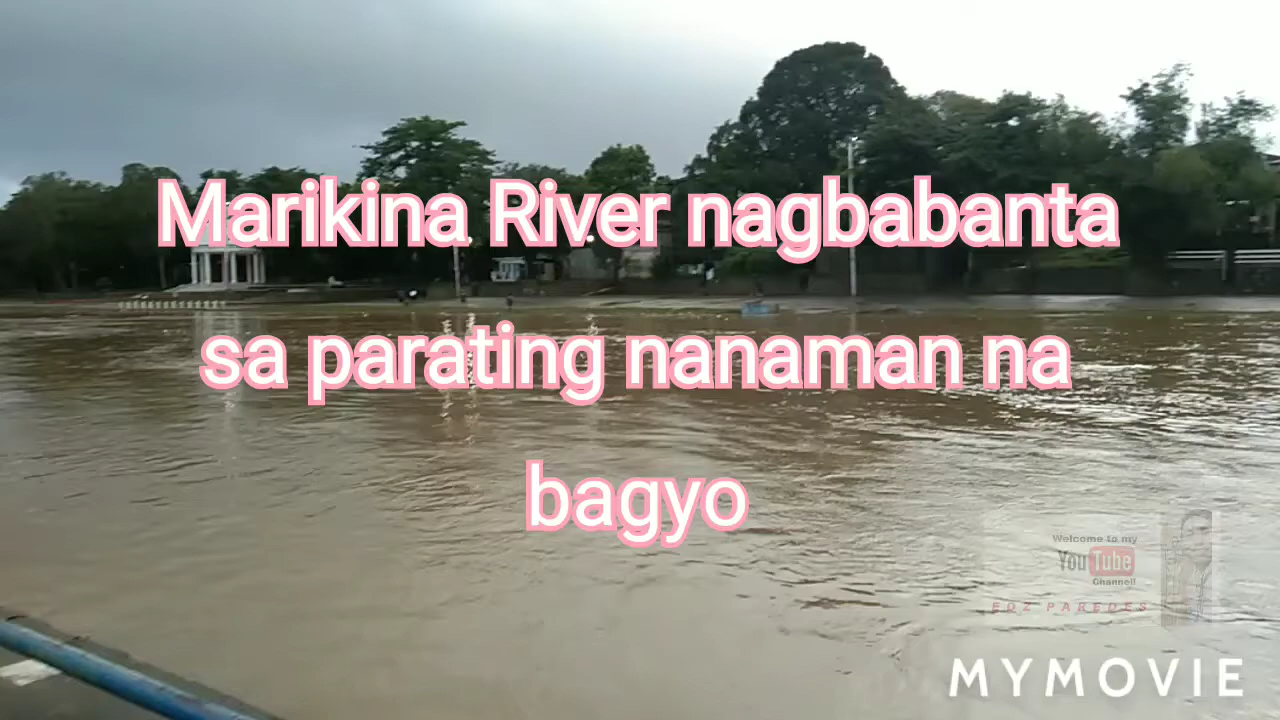 Marikina River nagbabanta
sa parating nanaman na
bagyo
Welcome to my
YouTube
Channel!
EDZ PAREDES
MYMOVIE